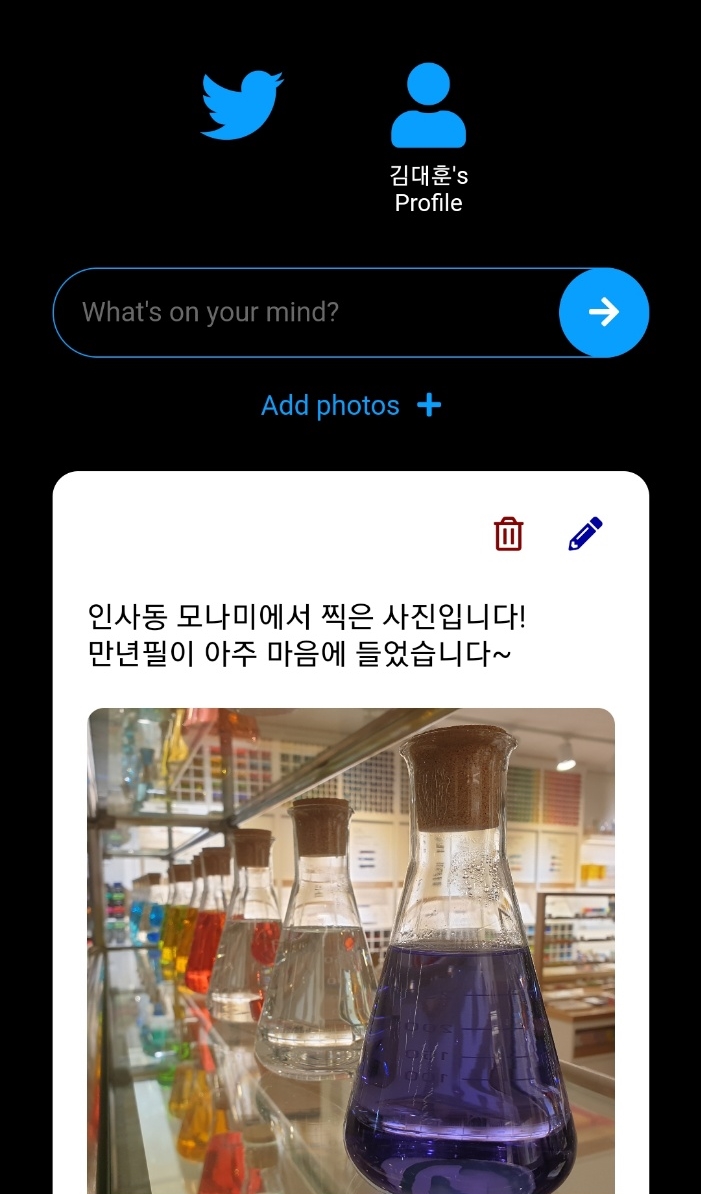 김대훈's
Profile
What's on your mind?
Add photos
인사동 모나미에서 찍은 사진입니다!
만년필이 아주 마음에 들었습니다~